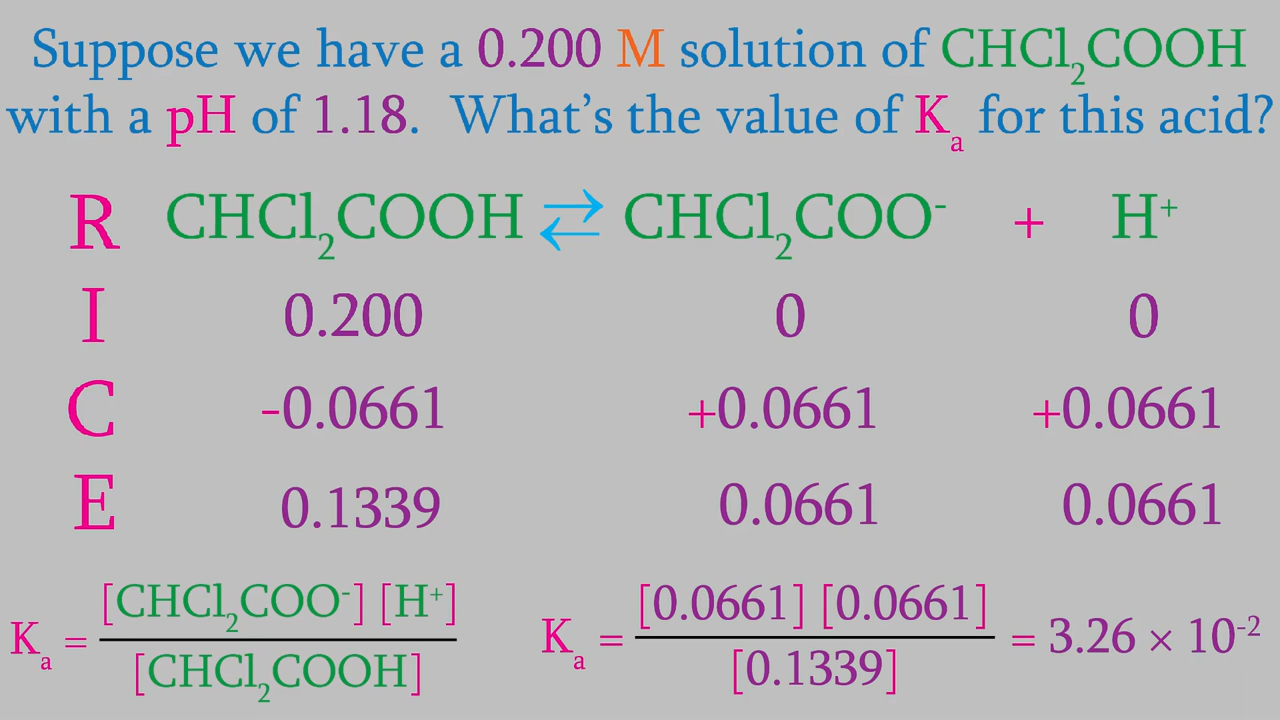 Suppose we have a 0.200 M solution of CHCl₂COOH
with a pH of 1.18. What's the value of Kₐ for this acid?
R CHCl₂COOH ⇄ CHCl₂COO⁻ + H⁺
I 0.200 0 0
C -0.0661 +0.0661 +0.0661
E 0.1339 0.0661 0.0661
Kₐ = [CHCl₂COO⁻] [H⁺] / [CHCl₂COOH]
Kₐ = [0.0661] [0.0661] / [0.1339] = 3.26 × 10⁻²